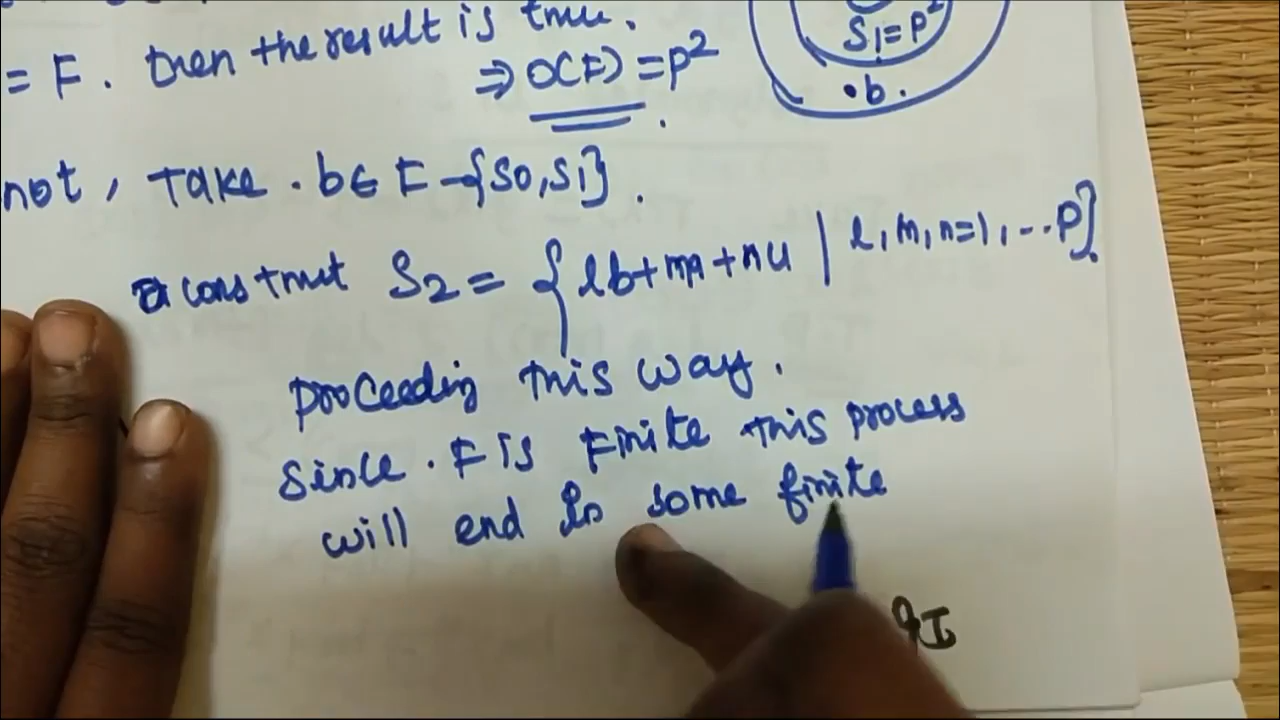 = F. then the result is true.
⇒ O(F) = p²
S1 = p²
• b.
not, Take. b ∈ F - {S0, S1}.
construct S2 = { lb + ma + nu | l, m, n = 1, ... p}.
proceeding this way.
Since. F is Finite this process
will end in some finite